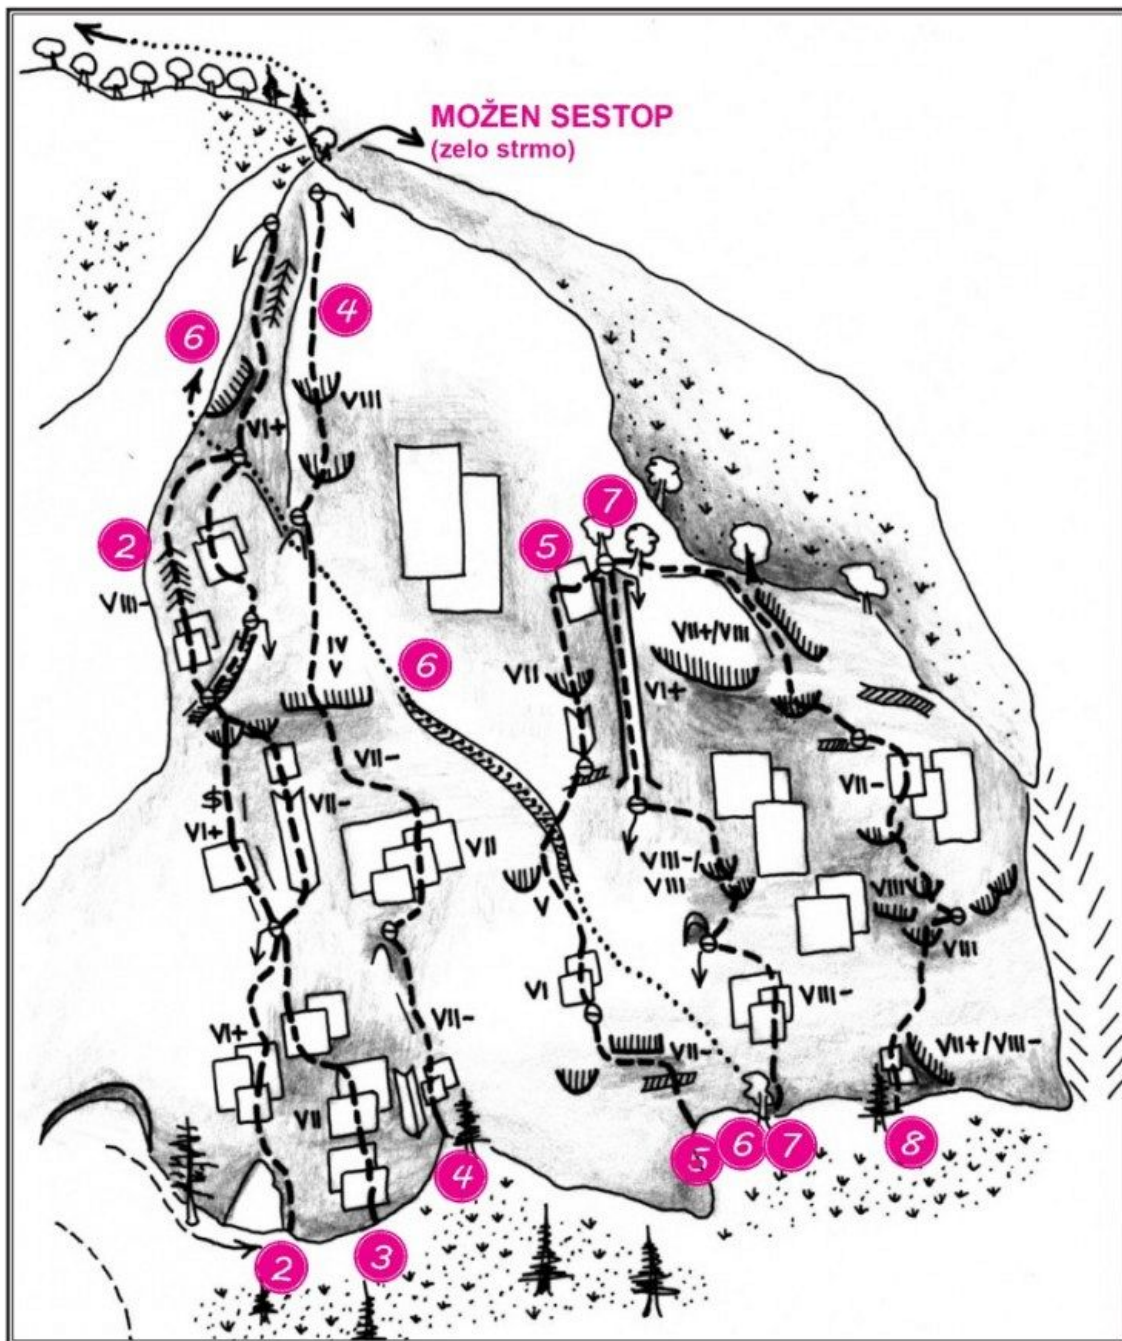 MOŽEN SESTOP
(zelo strmo)
4
6
VIII
VI+
7
5
2
VIII-
VII+/VIII
6
IV
V
VII
VI+
VII-
VII-
VII-
$
VI+
VII
VIII-/
VIII
V
VIII
VIII
VI
VIII-
VI+
VII-
VII-
VII+/VIII-
VII
5
6
7
8
4
2
3